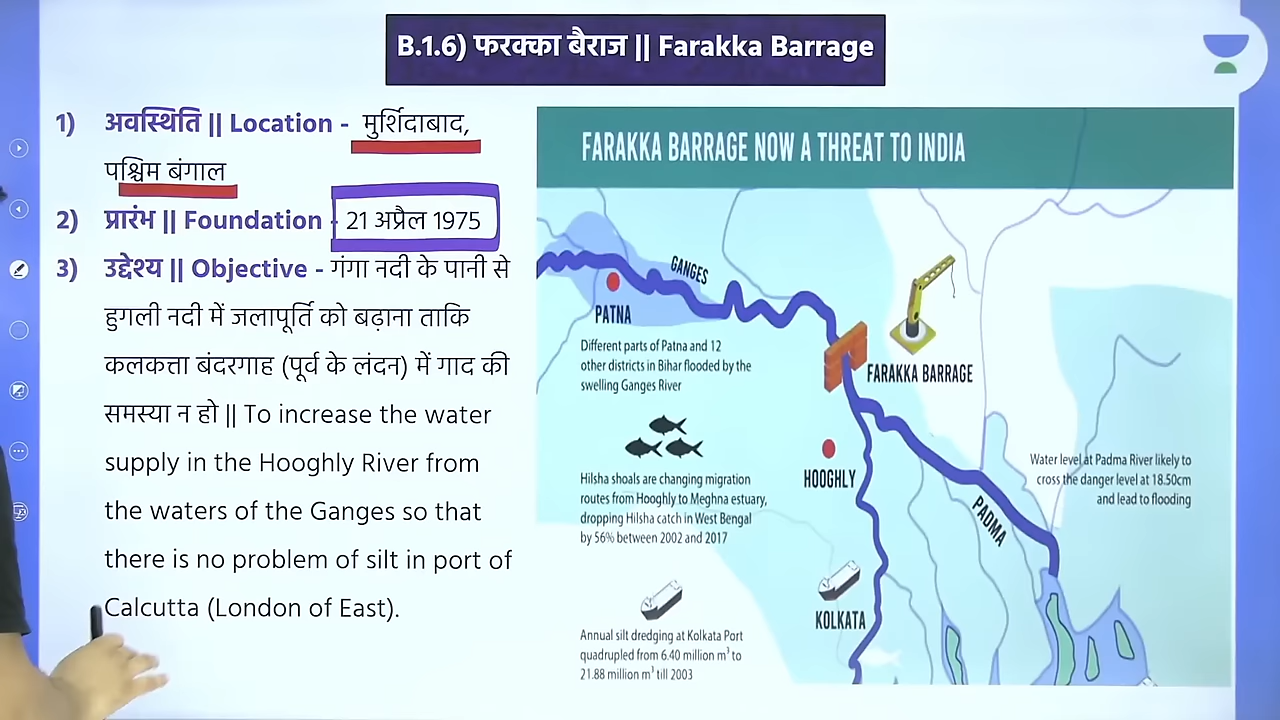 B.1.6) फरक्का बैराज || Farakka Barrage
1) अवस्थिति || Location - मुर्शिदाबाद,
पश्चिम बंगाल
2) प्रारंभ || Foundation - 21 अप्रैल 1975
3) उद्देश्य || Objective - गंगा नदी के पानी से
हुगली नदी में जलापूर्ति को बढ़ाना ताकि
कलकत्ता बंदरगाह (पूर्व के लंदन) में गाद की
समस्या न हो || To increase the water
supply in the Hooghly River from
the waters of the Ganges so that
there is no problem of silt in port of
Calcutta (London of East).
FARAKKA BARRAGE NOW A THREAT TO INDIA
GANGES
PATNA
Different parts of Patna and 12
other districts in Bihar flooded by the
swelling Ganges River
FARAKKA BARRAGE
Hilsha shoals are changing migration
routes from Hooghly to Meghna estuary,
dropping Hilsha catch in West Bengal
by 56% between 2002 and 2017
HOOGHLY
Water level at Padma River likely to
cross the danger level at 18.50cm
and lead to flooding
PADMA
KOLKATA
Annual silt dredging at Kolkata Port
quadrupled from 6.40 million m³ to
21.88 million m³ till 2003